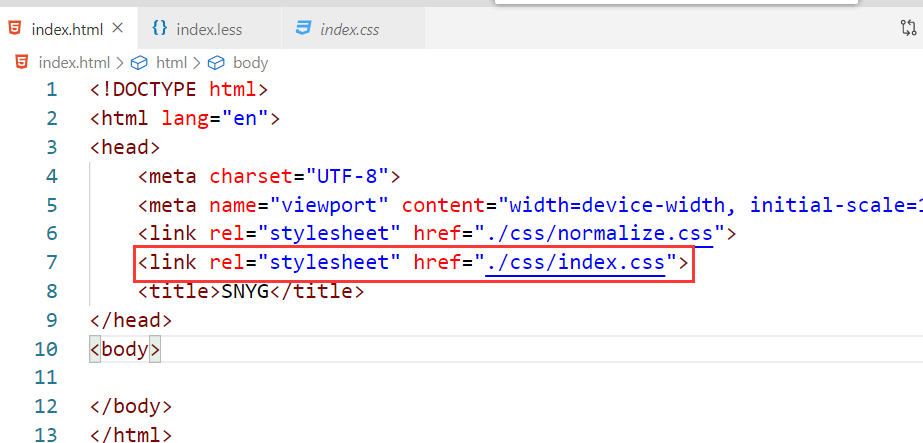 index.html
index.less
index.css
index.html > html > body
1 <!DOCTYPE html>
2 <html lang="en">
3 <head>
4     <meta charset="UTF-8">
5     <meta name="viewport" content="width=device-width, initial-scale=1
6     <link rel="stylesheet" href="./css/normalize.css">
7     <link rel="stylesheet" href="./css/index.css">
8     <title>SNYG</title>
9 </head>
10 <body>
11
12 </body>
13 </html>